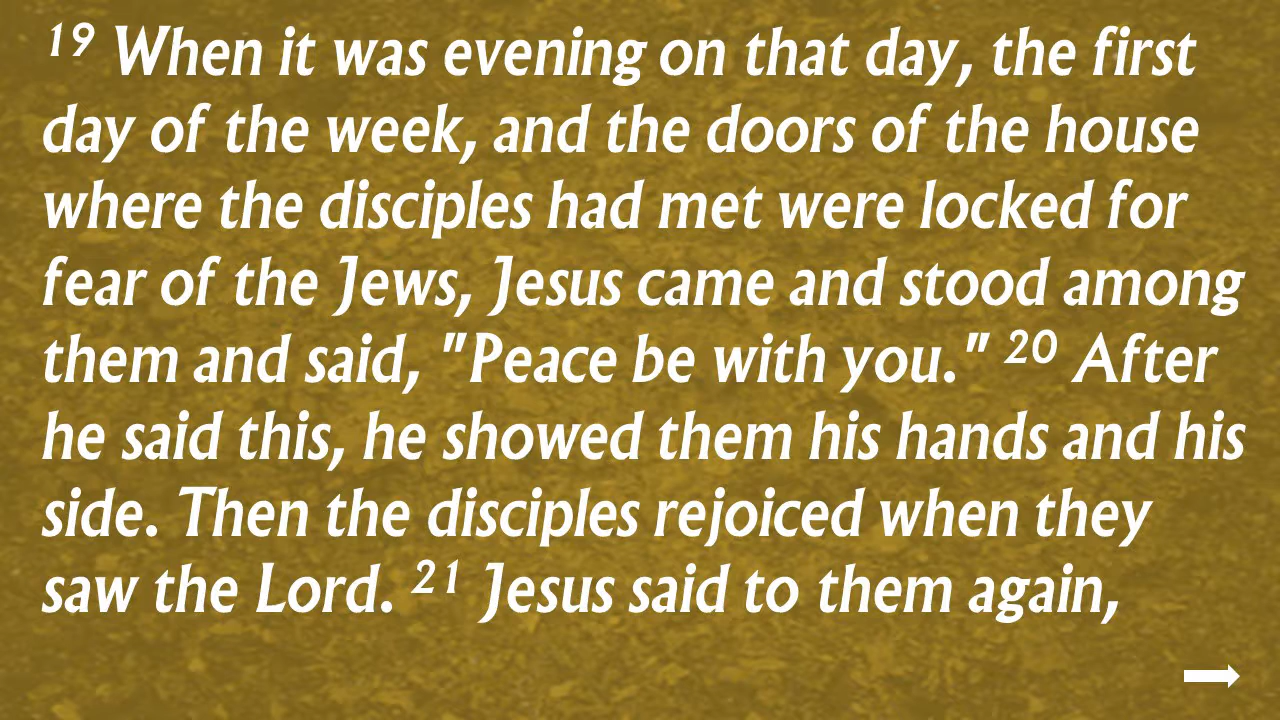 19 When it was evening on that day, the first
day of the week, and the doors of the house
where the disciples had met were locked for
fear of the Jews, Jesus came and stood among
them and said, "Peace be with you." 20 After
he said this, he showed them his hands and his
side. Then the disciples rejoiced when they
saw the Lord. 21 Jesus said to them again,